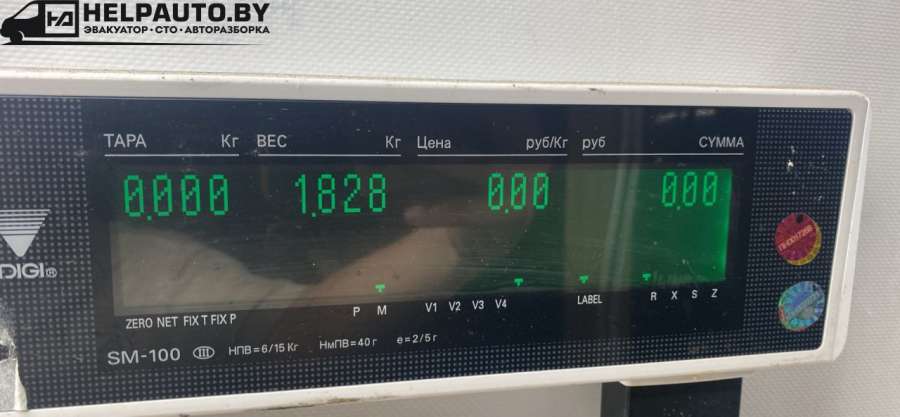 HELPAUTO.BY
ЭВАКУАТОР·СТО·АВТОРАЗБОРКА
ТАРА Кг ВЕС Кг Цена руб/Кг руб СУММА
0.000 1.828 0.00 0.00
DIGI®
P M V1 V2 V3 V4 LABEL R X S Z
ZERO NET FIX T FIX P
SM-100 III НПВ=6/15 Кг НмПВ=40 г e=2/5 г